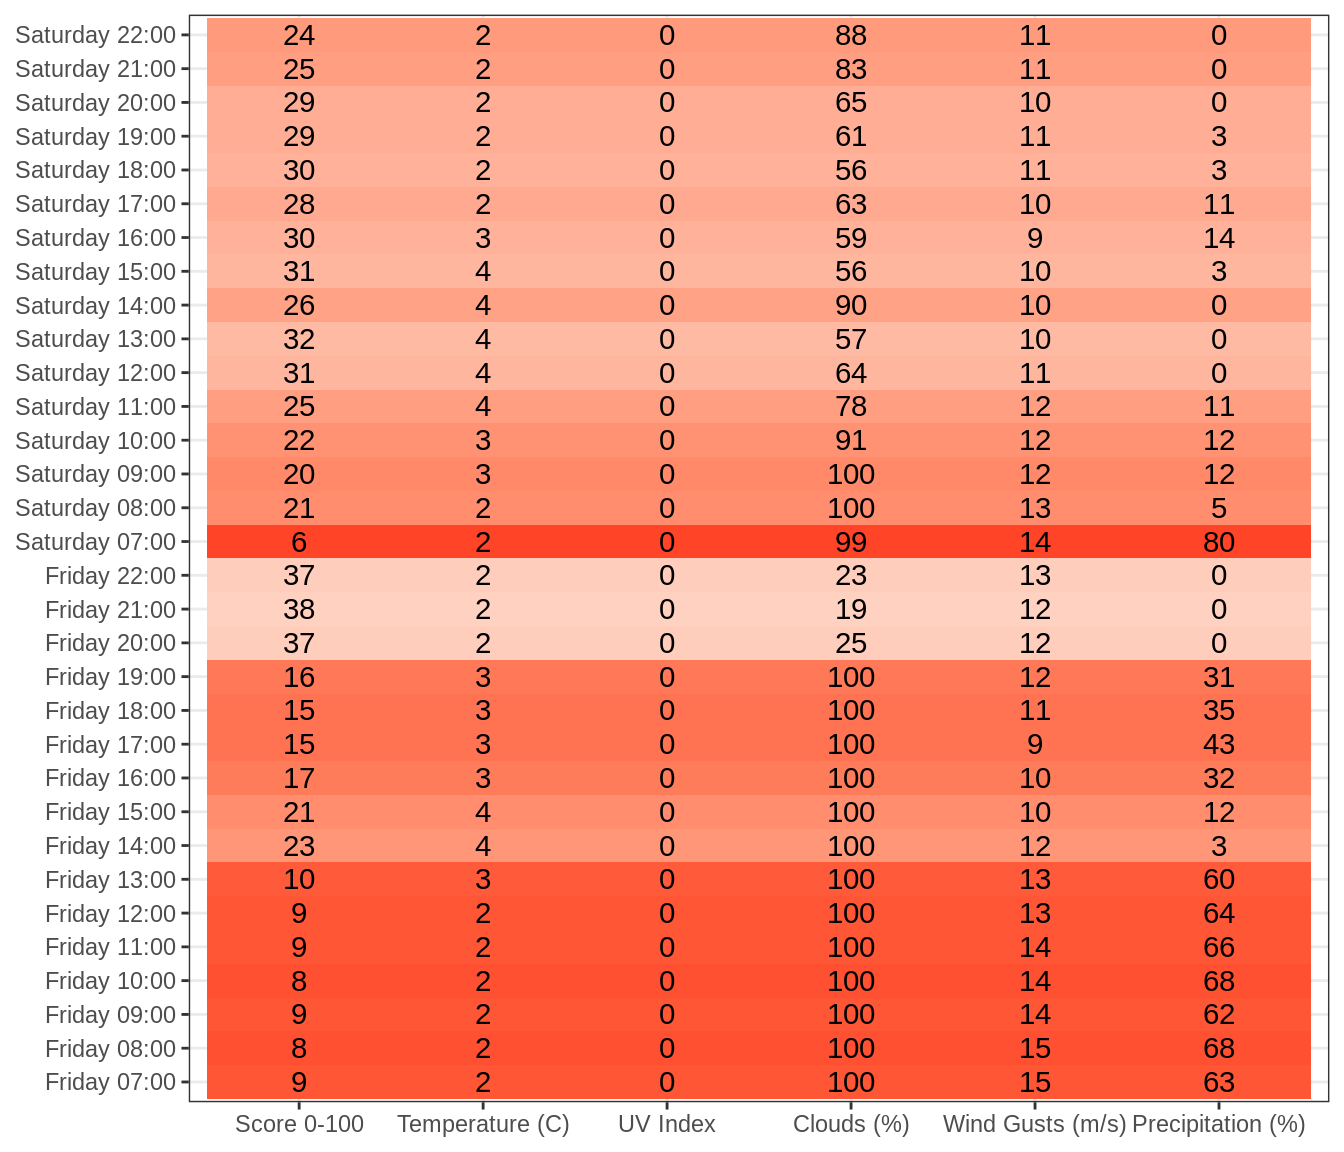 Saturday 22:00 24 2 0 88 11 0
Saturday 21:00 25 2 0 83 11 0
Saturday 20:00 29 2 0 65 10 0
Saturday 19:00 29 2 0 61 11 3
Saturday 18:00 30 2 0 56 11 3
Saturday 17:00 28 2 0 63 10 11
Saturday 16:00 30 3 0 59 9 14
Saturday 15:00 31 4 0 56 10 3
Saturday 14:00 26 4 0 90 10 0
Saturday 13:00 32 4 0 57 10 0
Saturday 12:00 31 4 0 64 11 0
Saturday 11:00 25 4 0 78 12 11
Saturday 10:00 22 3 0 91 12 12
Saturday 09:00 20 3 0 100 12 12
Saturday 08:00 21 2 0 100 13 5
Saturday 07:00 6 2 0 99 14 80
Friday 22:00 37 2 0 23 13 0
Friday 21:00 38 2 0 19 12 0
Friday 20:00 37 2 0 25 12 0
Friday 19:00 16 3 0 100 12 31
Friday 18:00 15 3 0 100 11 35
Friday 17:00 15 3 0 100 9 43
Friday 16:00 17 3 0 100 10 32
Friday 15:00 21 4 0 100 10 12
Friday 14:00 23 4 0 100 12 3
Friday 13:00 10 3 0 100 13 60
Friday 12:00 9 2 0 100 13 64
Friday 11:00 9 2 0 100 14 66
Friday 10:00 8 2 0 100 14 68
Friday 09:00 9 2 0 100 14 62
Friday 08:00 8 2 0 100 15 68
Friday 07:00 9 2 0 100 15 63
Score 0-100 Temperature (C) UV Index Clouds (%) Wind Gusts (m/s) Precipitation (%)